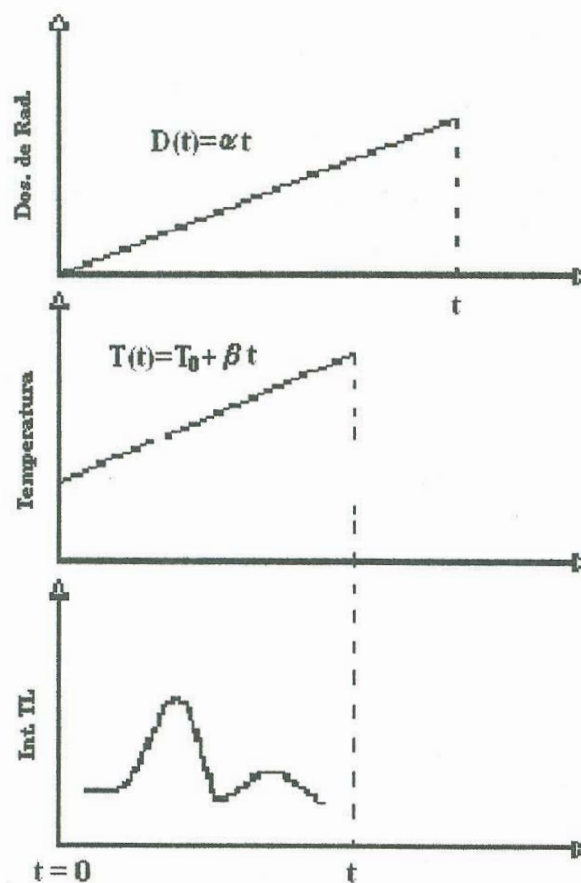 Dos. de Rad.
D(t)=αt
t
Temperatura
T(t)=T₀+βt
Int. TL
t=0
t